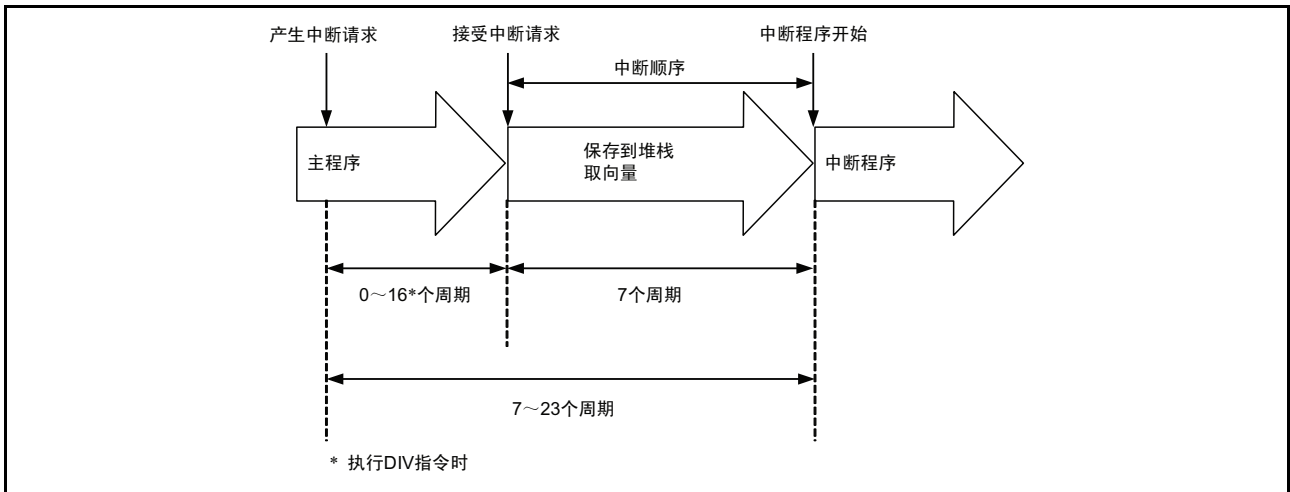 产生中断请求
接受中断请求
中断程序开始
中断顺序
主程序
保存到堆栈
取向量
中断程序
0～16*个周期
7个周期
7～23个周期
* 执行DIV指令时